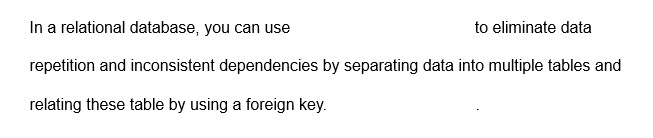 In a relational database, you can use to eliminate data
repetition and inconsistent dependencies by separating data into multiple tables and
relating these table by using a foreign key. .